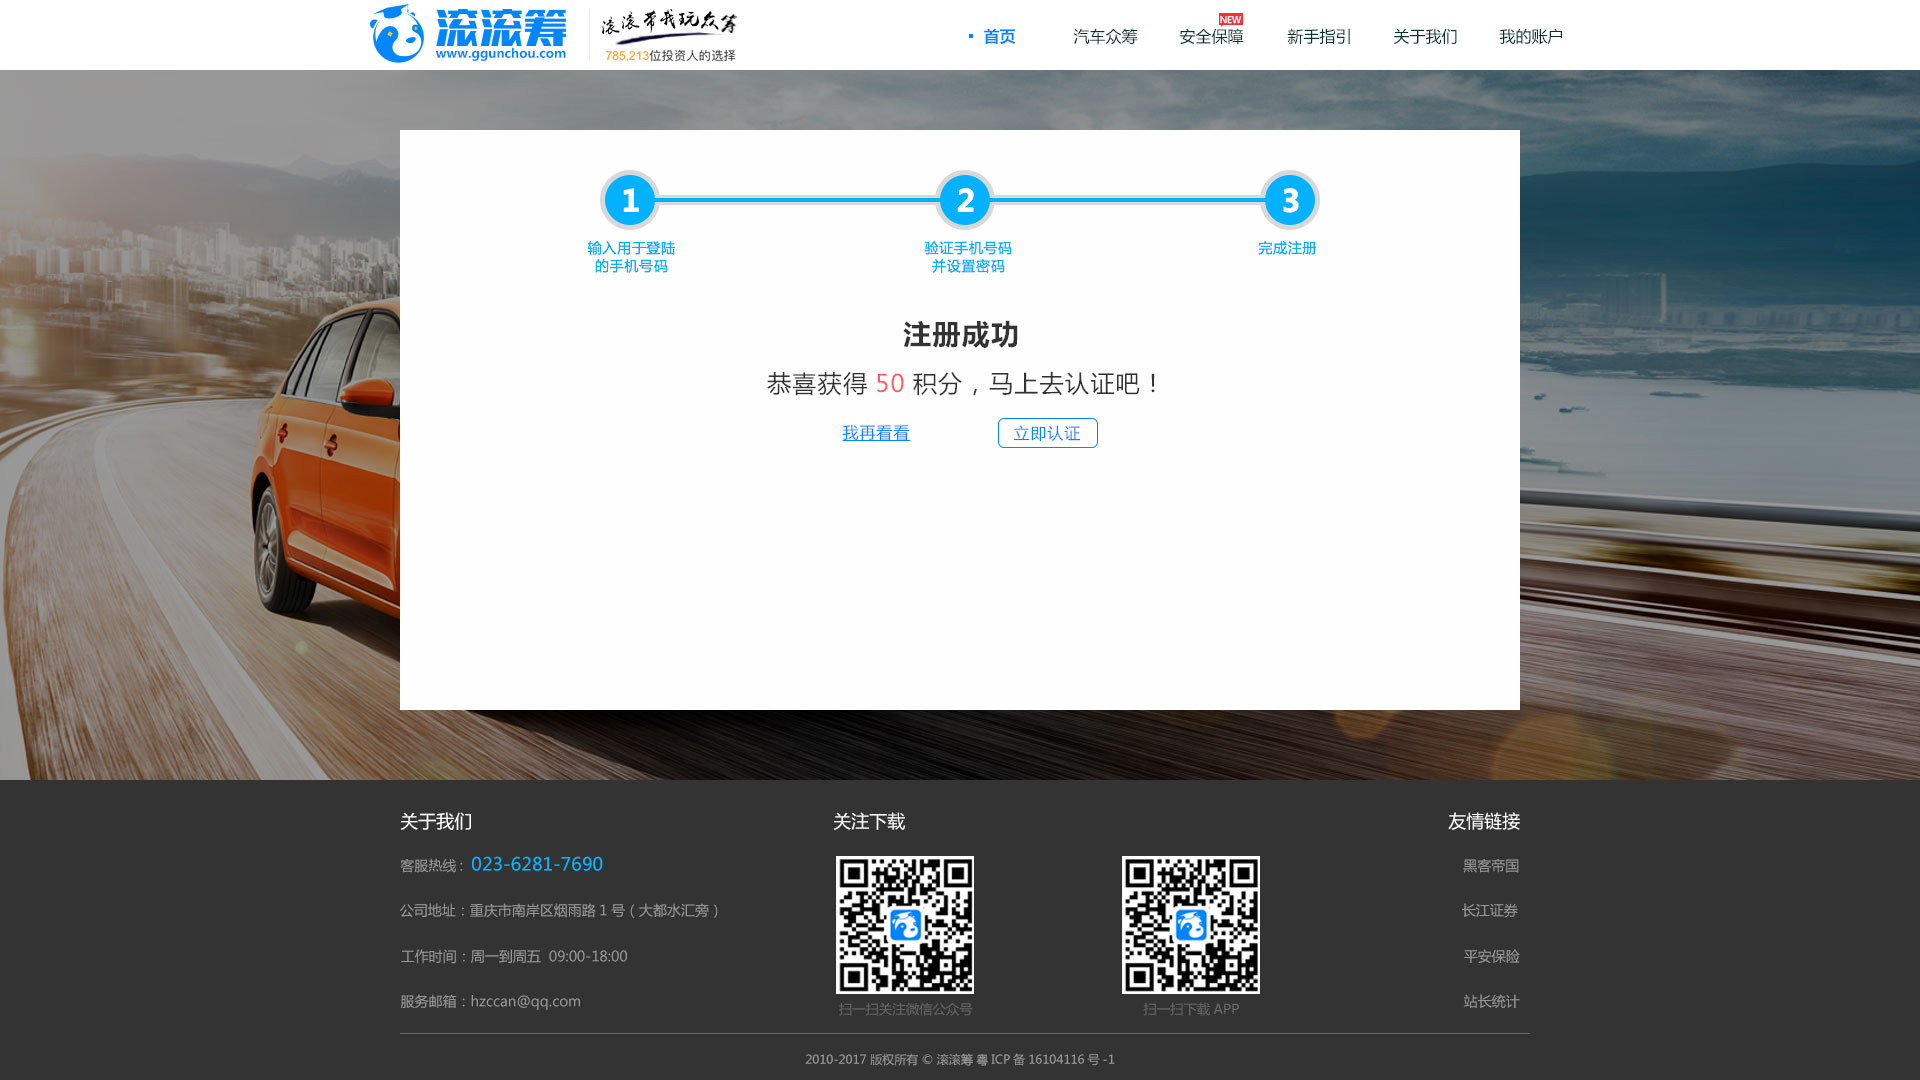 滚滚筹
www.ggunchou.com
滚滚带我玩众筹
785,213位投资人的选择
首页
汽车众筹
安全保障
NEW
新手指引
关于我们
我的账户
1
2
3
输入用于登陆
的手机号码
验证手机号码
并设置密码
完成注册
注册成功
恭喜获得 50 积分，马上去认证吧！
我再看看
立即认证
关于我们
客服热线：023-6281-7690
公司地址：重庆市南岸区烟雨路 1 号（大都水汇旁）
工作时间：周一到周五 09:00-18:00
服务邮箱：hzccan@qq.com
关注下载
扫一扫关注微信公众号
扫一扫下载 APP
友情链接
黑客帝国
长江证券
平安保险
站长统计
2010-2017 版权所有 © 滚滚筹 粤 ICP 备 16104116 号 -1